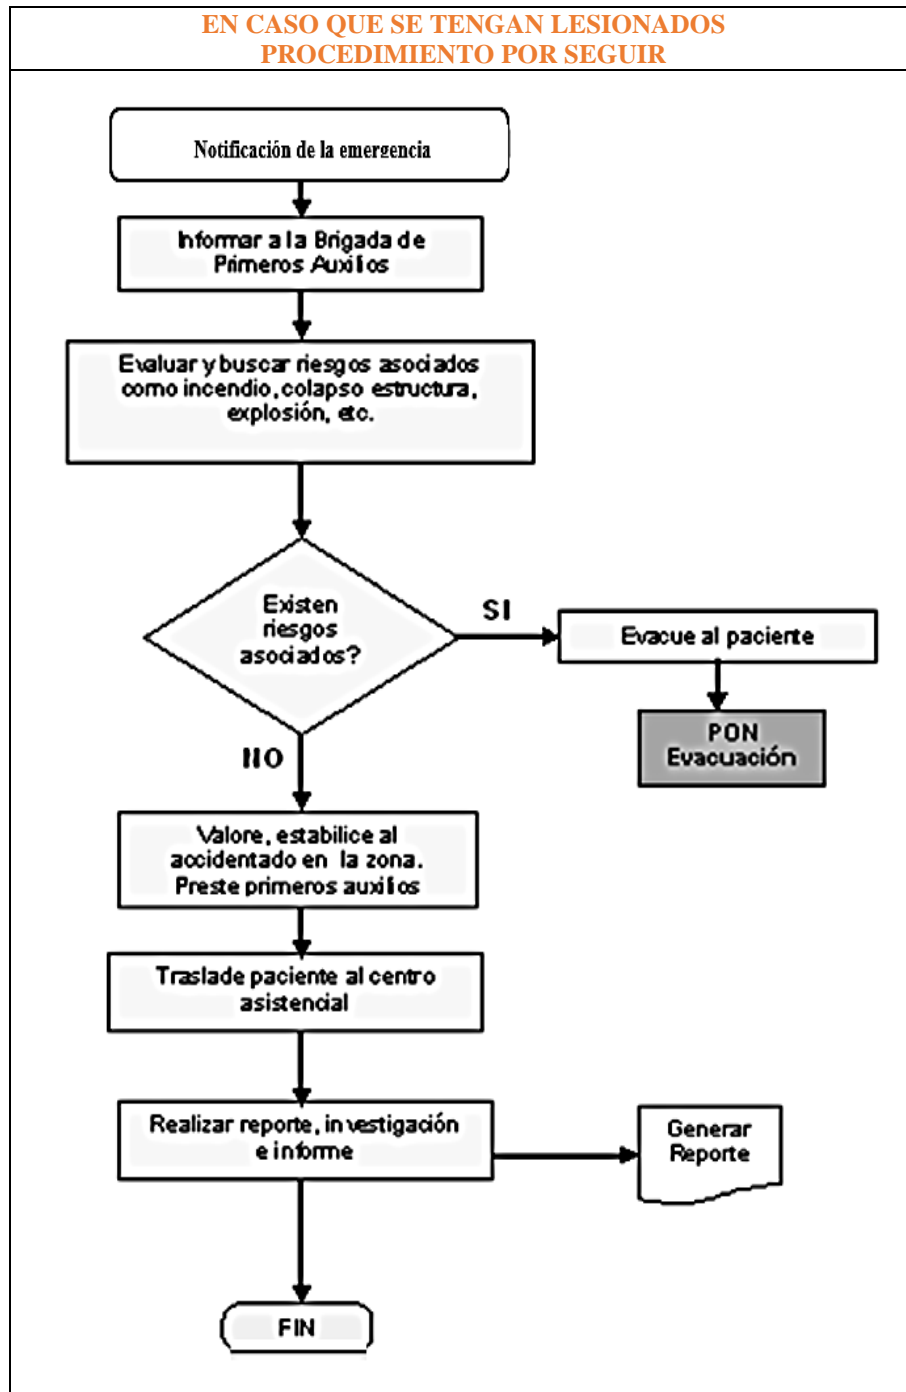 EN CASO QUE SE TENGAN LESIONADOS
PROCEDIMIENTO POR SEGUIR
Notificación de la emergencia
Informar a la Brigada de
Primeros Auxilios
Evaluar y buscar riesgos asociados
como incendio, colapso estructura,
explosión, etc.
Existen
riesgos
asociados?
SI
Evacue al paciente
PON
Evacuación
NO
Valore, estabilice al
accidentado en la zona.
Preste primeros auxilios
Traslade paciente al centro
asistencial
Realizar reporte, investigación
e informe
Generar
Reporte
FIN